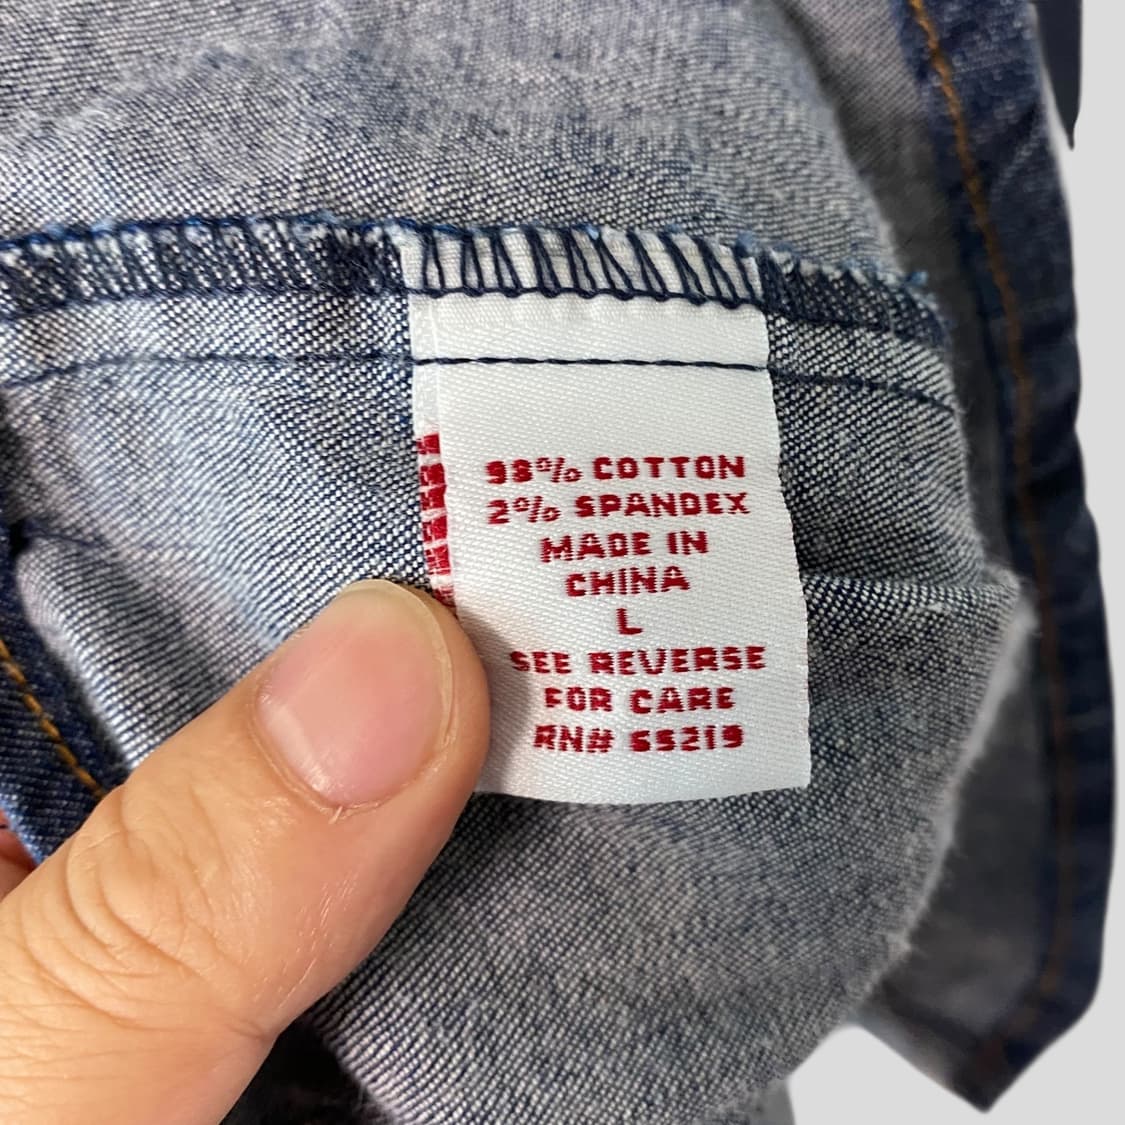 98% COTTON
2% SPANDEX
MADE IN
CHINA
L
SEE REVERSE
FOR CARE
RN# 55219